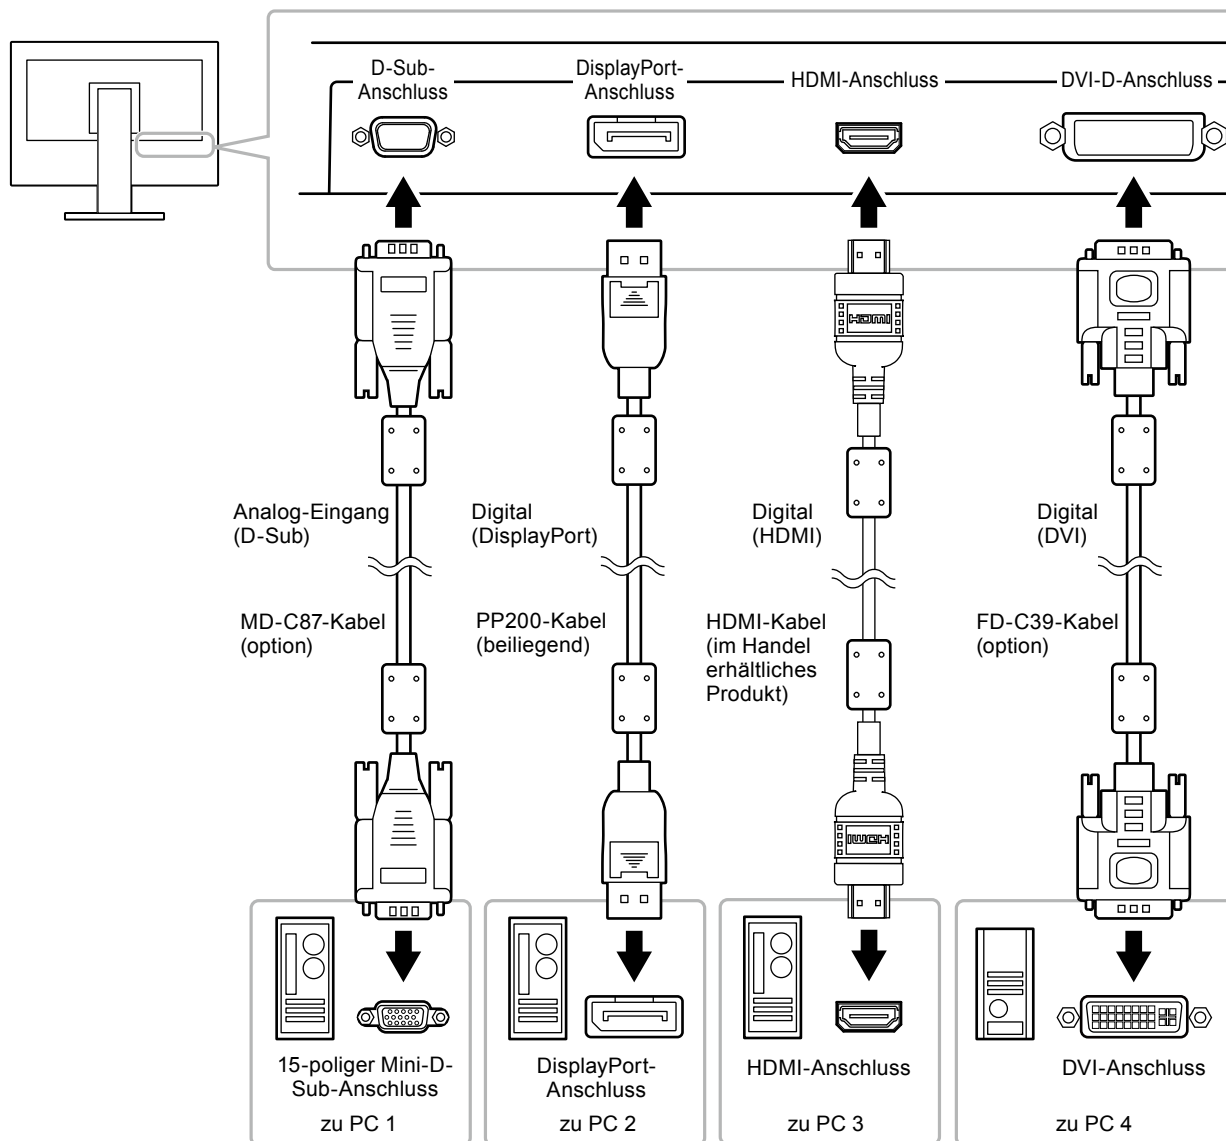 D-Sub-
Anschluss
DisplayPort-
Anschluss
HDMI-Anschluss
DVI-D-Anschluss
HDMI
Analog-Eingang
(D-Sub)
Digital
(DisplayPort)
Digital
(HDMI)
Digital
(DVI)
MD-C87-Kabel
(option)
PP200-Kabel
(beiliegend)
HDMI-Kabel
(im Handel
erhältliches
Produkt)
FD-C39-Kabel
(option)
HDMI
15-poliger Mini-D-
Sub-Anschluss
zu PC 1
DisplayPort-
Anschluss
zu PC 2
HDMI-Anschluss
zu PC 3
DVI-Anschluss
zu PC 4